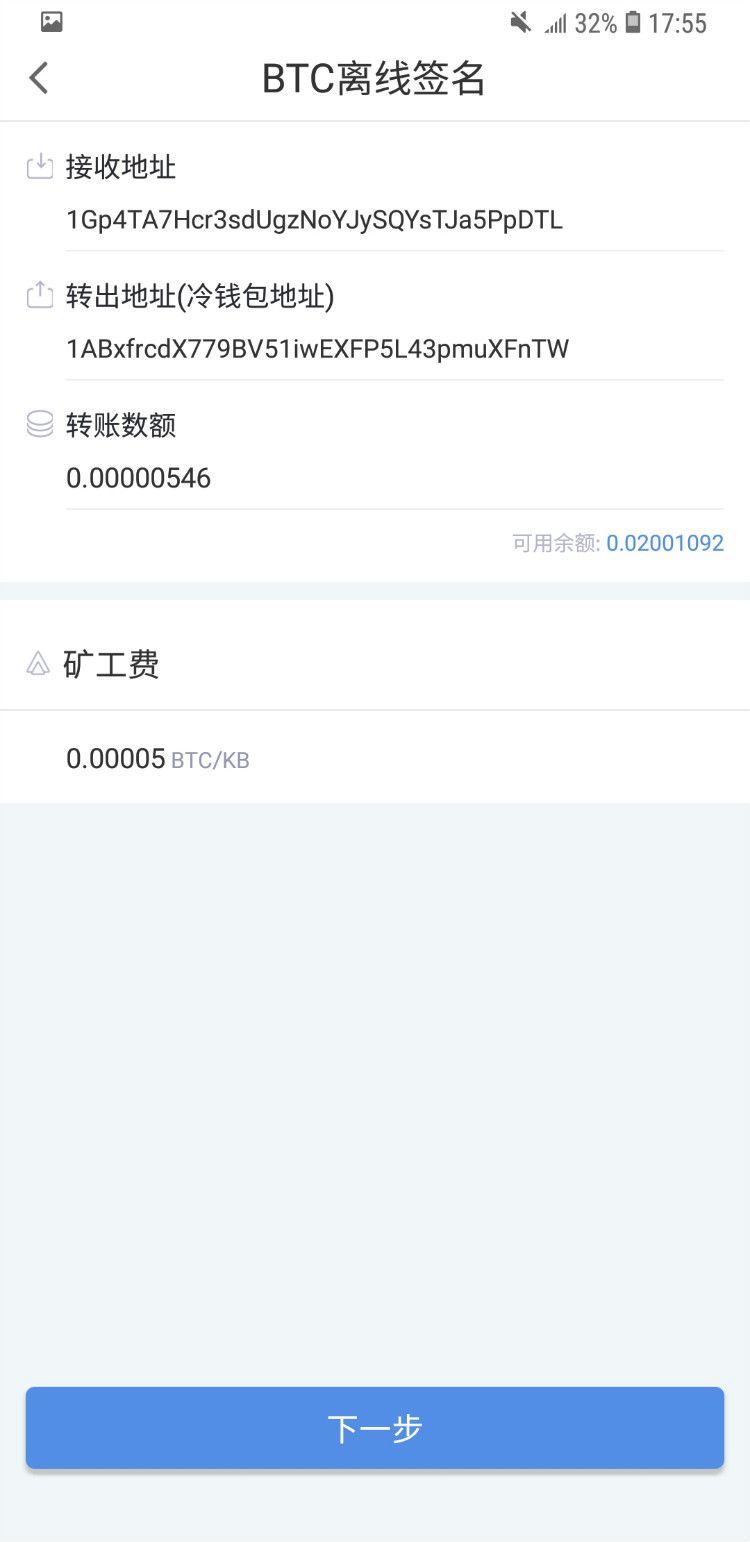 32% 17:55
BTC离线签名
接收地址
1Gp4TA7Hcr3sdUgzNoYJySQYsTJa5PpDTL
转出地址(冷钱包地址)
1ABxfrcdX779BV51iwEXFP5L43pmuXFnTW
转账数额
0.00000546
可用余额: 0.02001092
矿工费
0.00005 BTC/KB
下一步